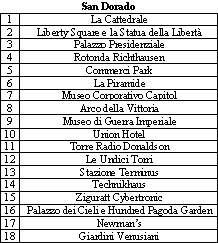 San Dorado
1 La Cattedrale
2 Liberty Square e la Statua della Libertà
3 Palazzo Presidenziale
4 Rotonda Richthausen
5 Commerci Park
6 La Piramide
7 Museo Corporativo Capitol
8 Arco della Vittoria
9 Museo di Guerra Imperiale
10 Union Hotel
11 Torre Radio Donaldson
12 Le Undici Torri
13 Stazione Terminus
14 Technikhaus
15 Ziguratt Cybertronic
16 Palazzo dei Cieli e Hundred Pagoda Garden
17 Newman's
18 Giardini Venusiani